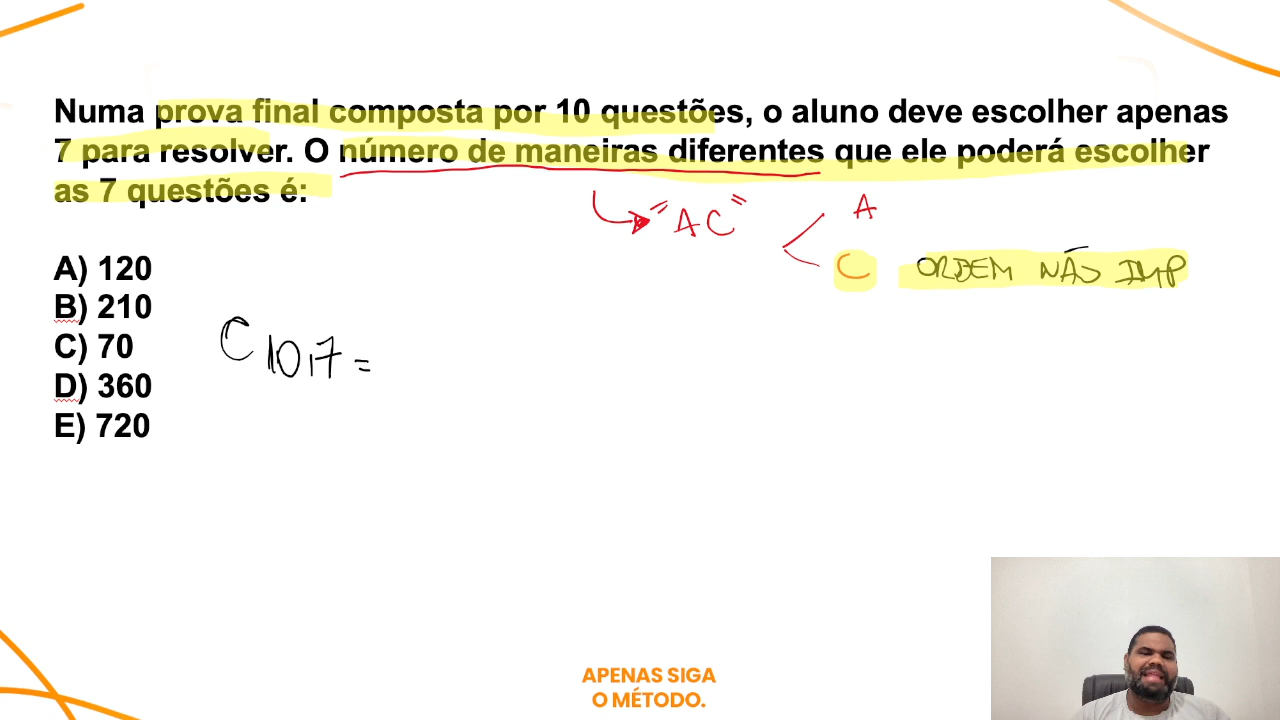 Numa prova final composta por 10 questões, o aluno deve escolher apenas
7 para resolver. O número de maneiras diferentes que ele poderá escolher
as 7 questões é:
"AC"
A
C ORDEM NÃO IMP
A) 120
B) 210
C) 70
D) 360
E) 720
C 10,7 =
APENAS SIGA
O MÉTODO.